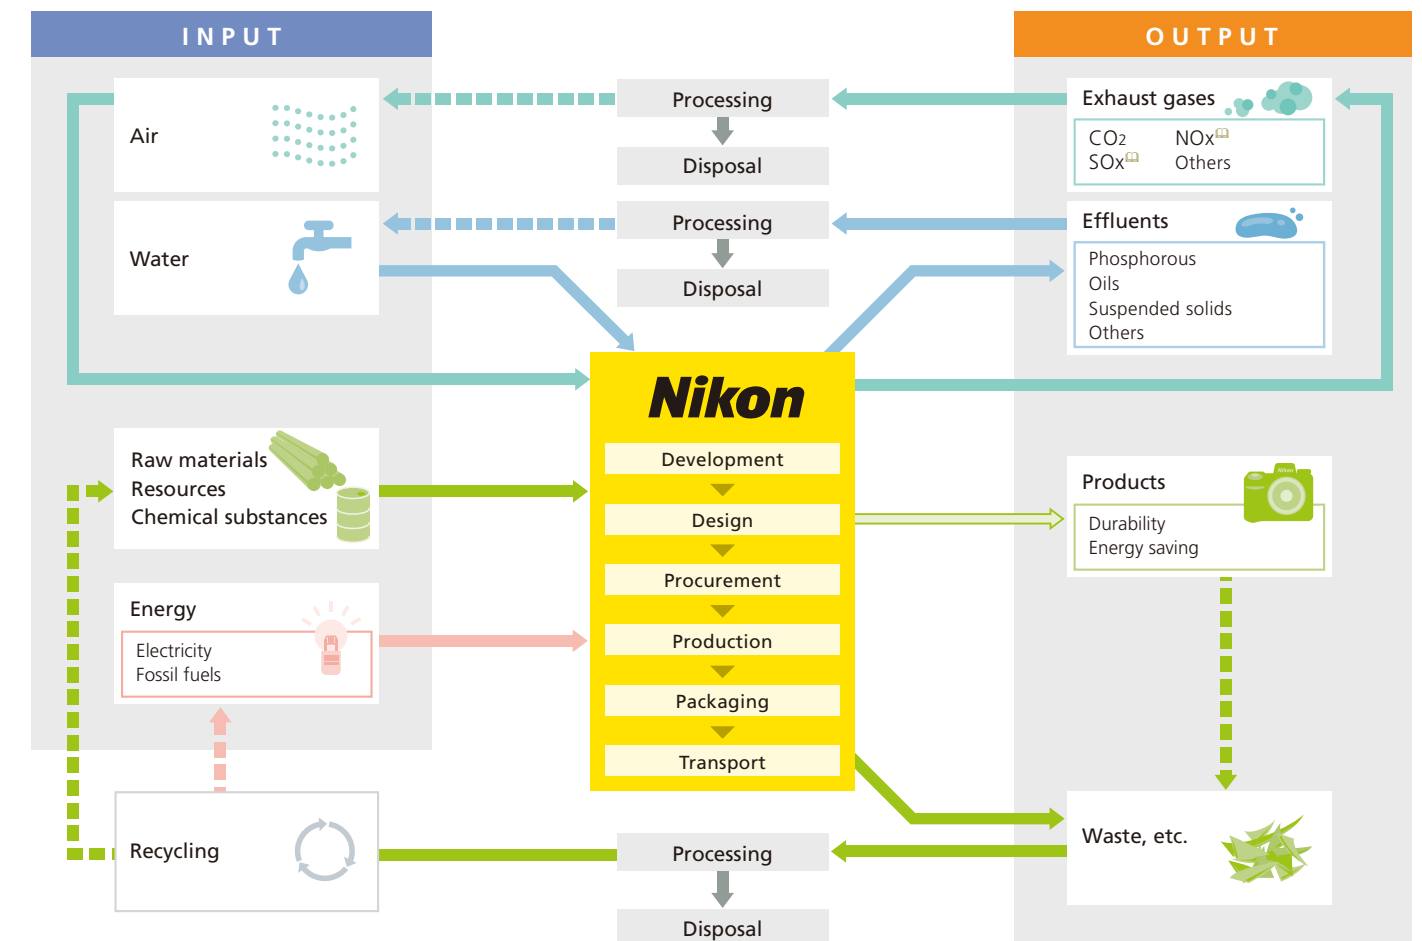 INPUT
Air
Water
Raw materials
Resources
Chemical substances
Energy
Electricity
Fossil fuels
Recycling
Processing
Disposal
Processing
Disposal
Nikon
Development
Design
Procurement
Production
Packaging
Transport
Processing
Disposal
OUTPUT
Exhaust gases
CO2 NOx
SOx Others
Effluents
Phosphorous
Oils
Suspended solids
Others
Products
Nikon
Durability
Energy saving
Waste, etc.